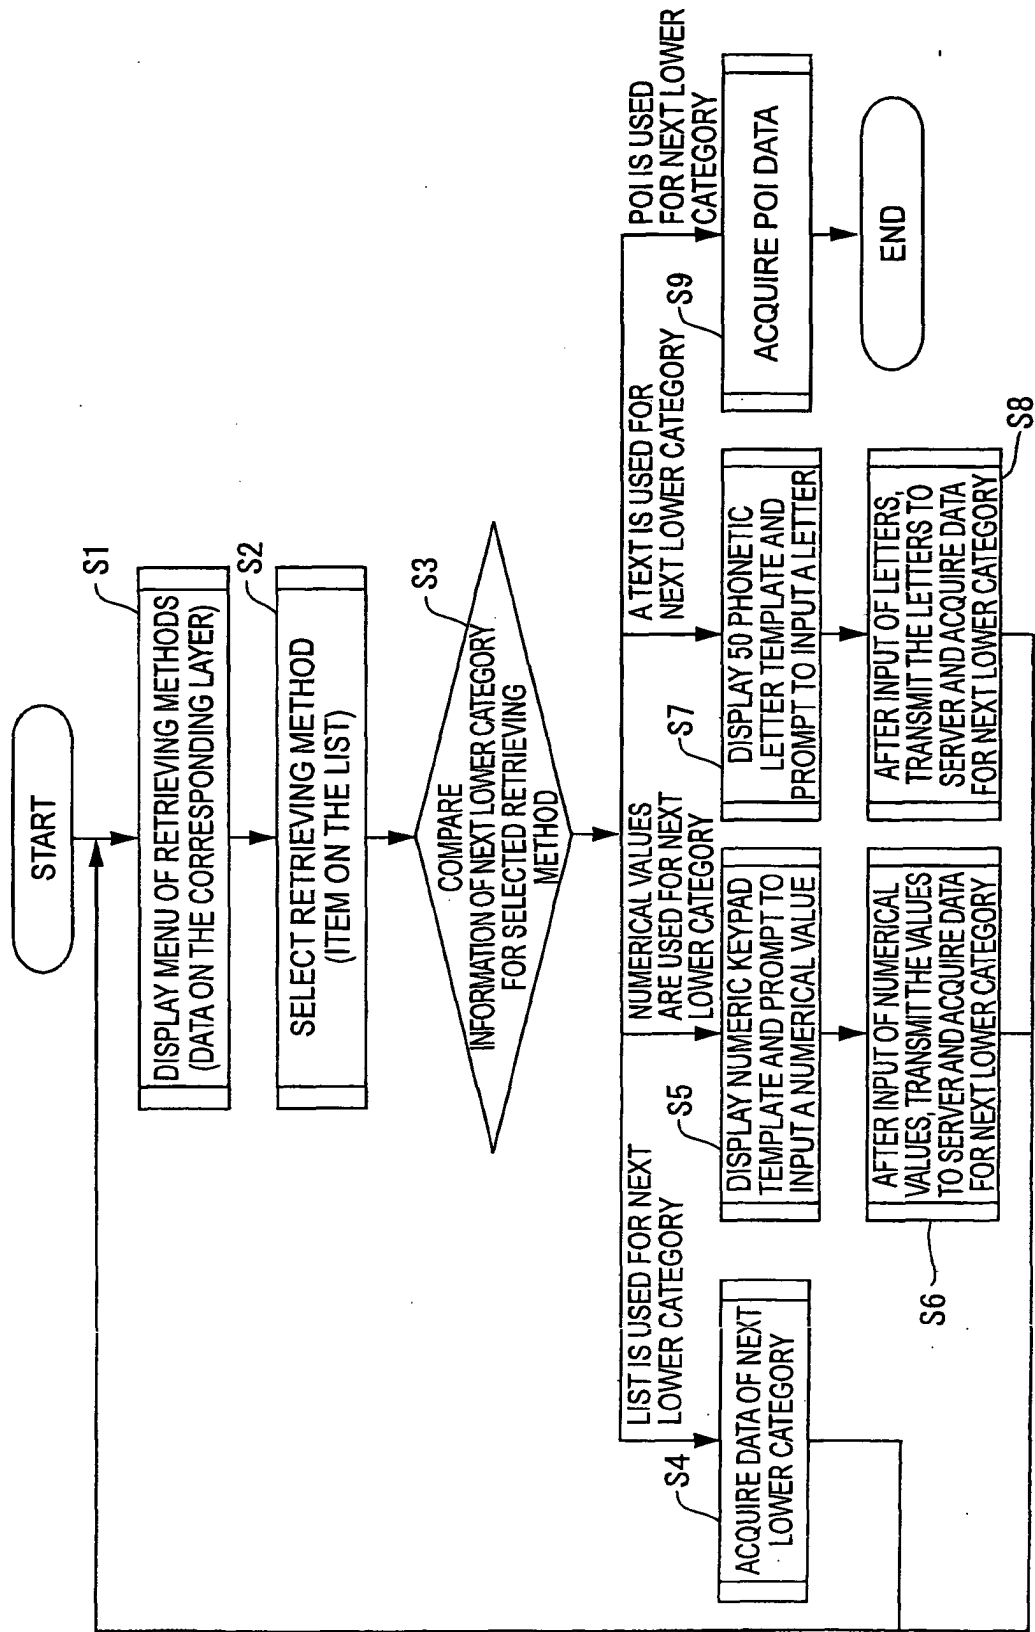 START
S1
DISPLAY MENU OF RETRIEVING METHODS
(DATA ON THE CORRESPONDING LAYER)
S2
SELECT RETRIEVING METHOD
(ITEM ON THE LIST)
S3
COMPARE
INFORMATION OF NEXT LOWER CATEGORY
FOR SELECTED RETRIEVING
METHOD
LIST IS USED FOR NEXT
LOWER CATEGORY
S4
ACQUIRE DATA OF NEXT
LOWER CATEGORY
NUMERICAL VALUES
ARE USED FOR NEXT
LOWER CATEGORY
S5
DISPLAY NUMERIC KEYPAD
TEMPLATE AND PROMPT TO
INPUT A NUMERICAL VALUE
S6
AFTER INPUT OF NUMERICAL
VALUES, TRANSMIT THE VALUES
TO SERVER AND ACQUIRE DATA
FOR NEXT LOWER CATEGORY
A TEXT IS USED FOR
NEXT LOWER CATEGORY
S7
DISPLAY 50 PHONETIC
LETTER TEMPLATE AND
PROMPT TO INPUT A LETTER
AFTER INPUT OF LETTERS,
TRANSMIT THE LETTERS TO
SERVER AND ACQUIRE DATA
FOR NEXT LOWER CATEGORY
S8
POI IS USED
FOR NEXT LOWER
CATEGORY
S9
ACQUIRE POI DATA
END